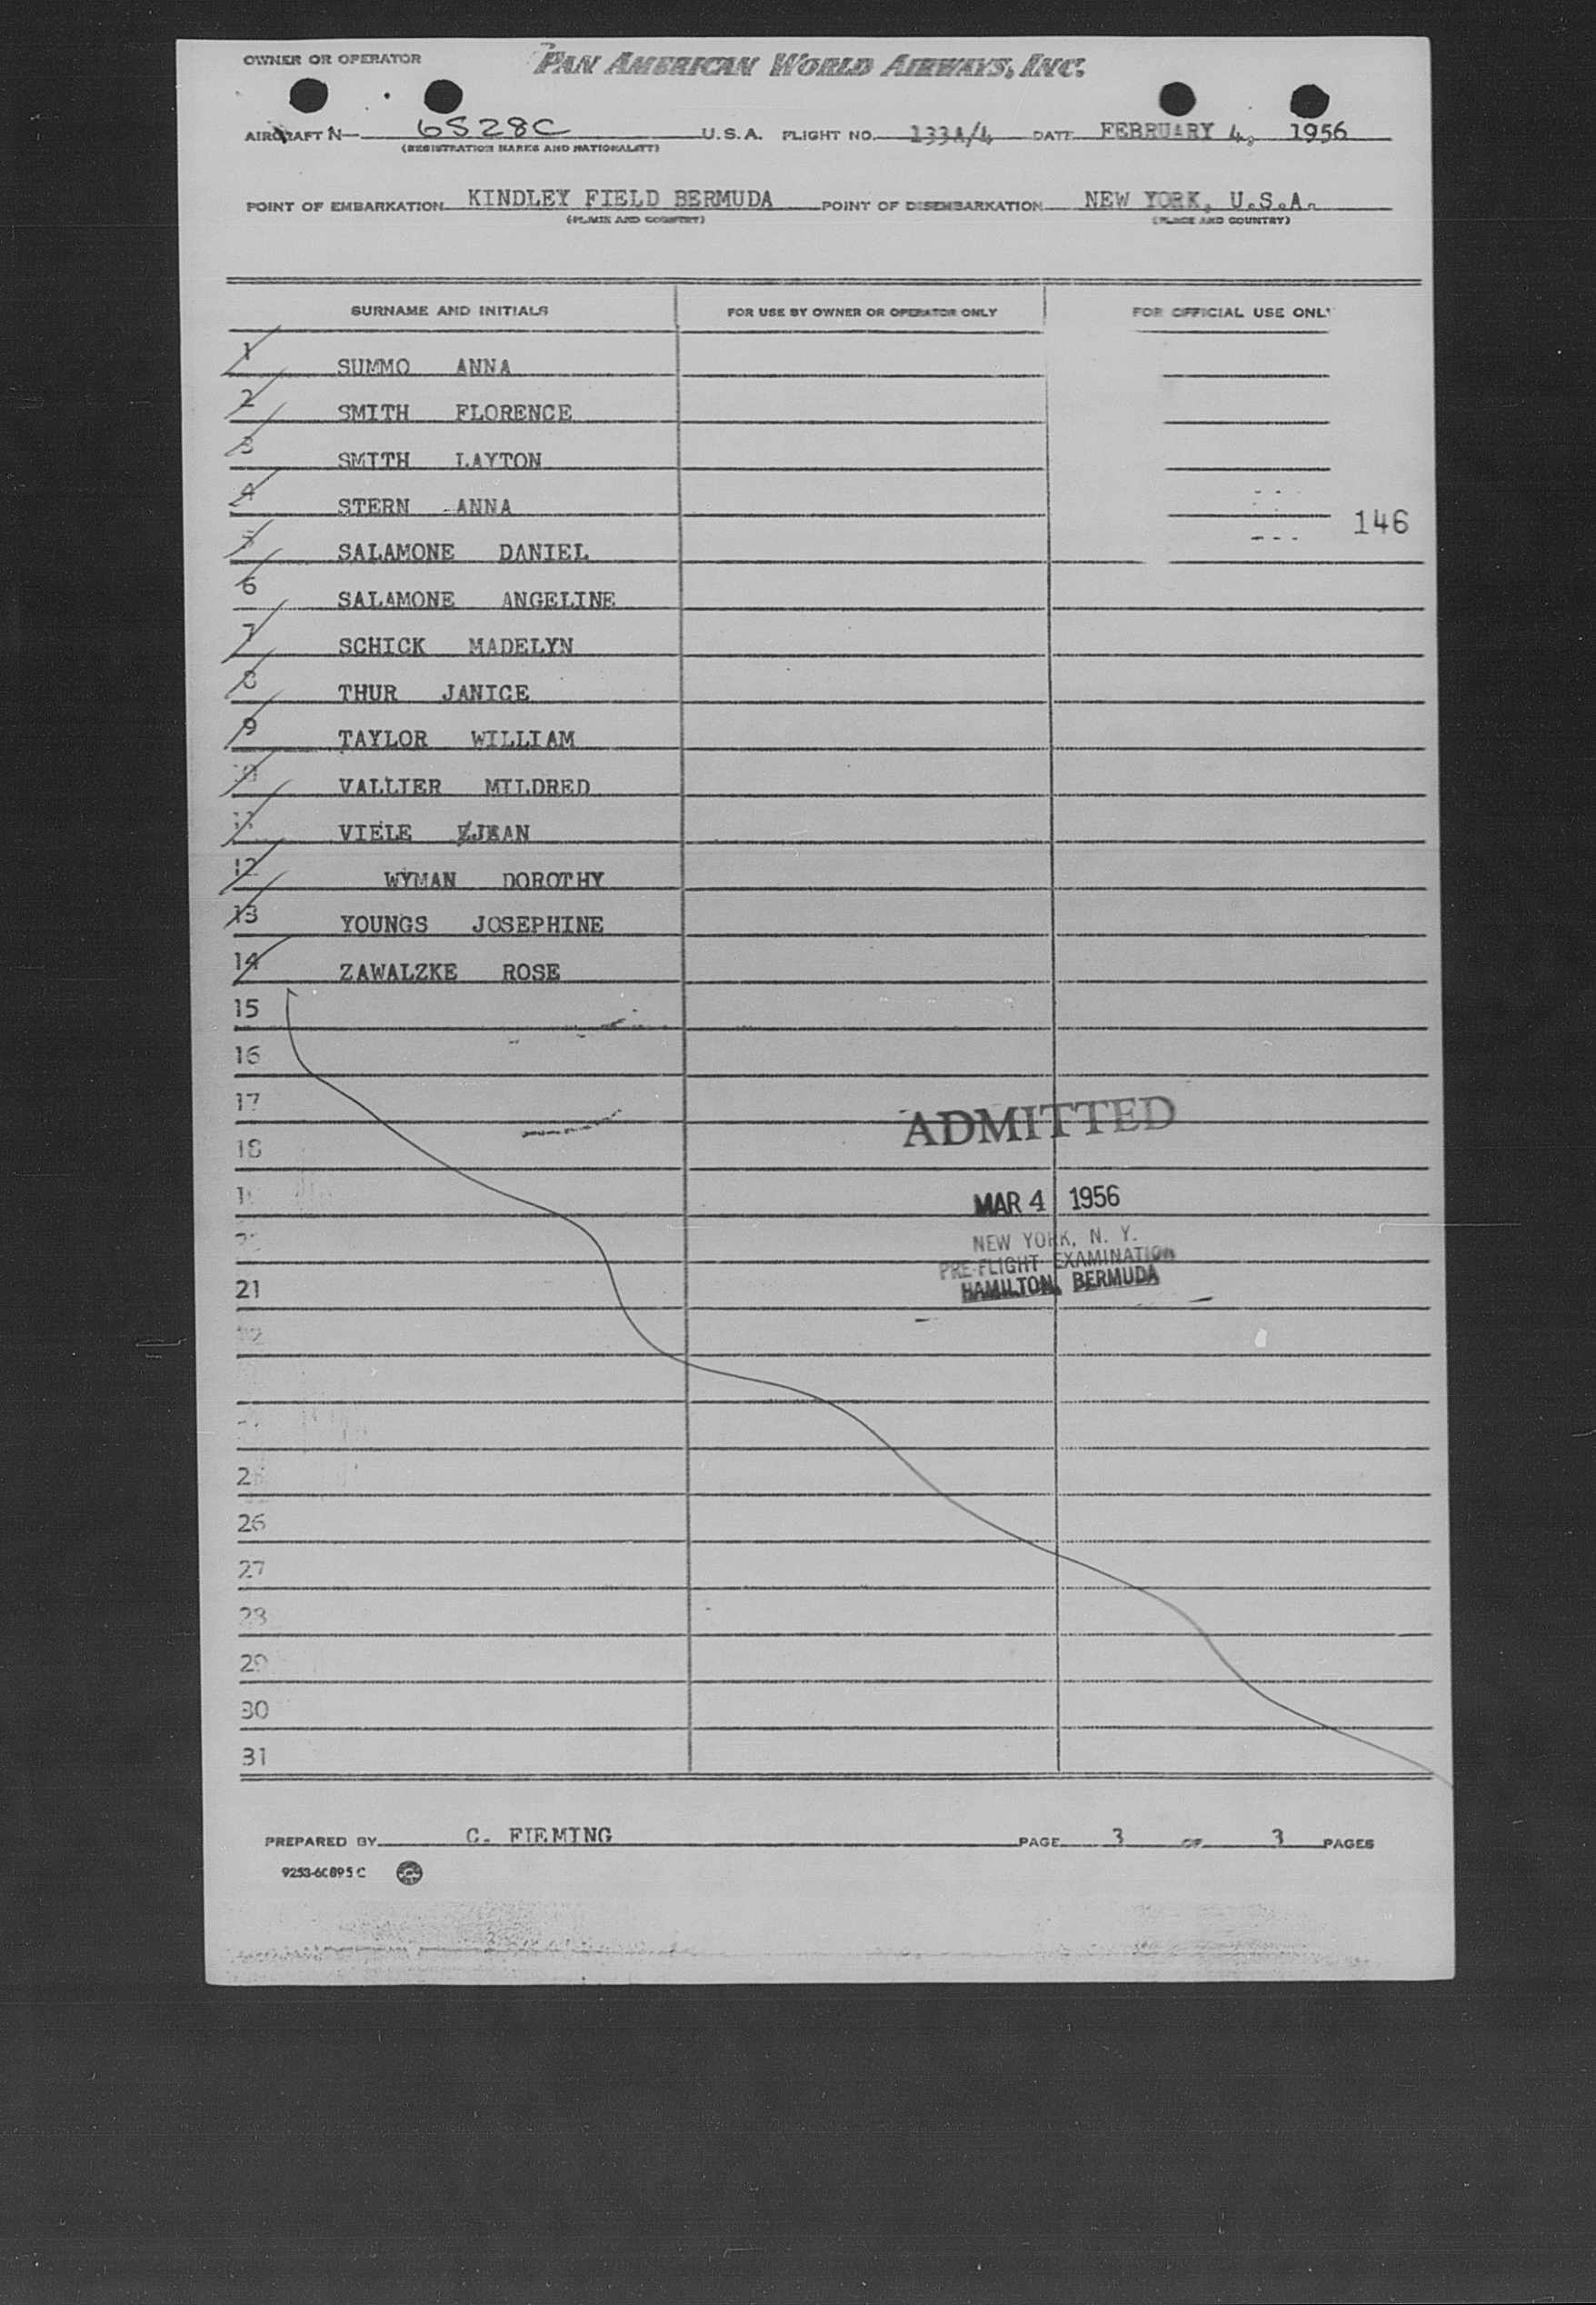 OWNER OR OPERATOR PAN AMERICAN WORLD AIRWAYS, INC.
AIRCRAFT N— 6528C U.S.A. FLIGHT NO. 133A/4 DATE FEBRUARY 4, 1956
(REGISTRATION MARKS AND NATIONALITY)
POINT OF EMBARKATION KINDLEY FIELD BERMUDA POINT OF DISEMBARKATION NEW YORK, U.S.A.
(PLACE AND COUNTRY) (PLACE AND COUNTRY)
SURNAME AND INITIALS FOR USE BY OWNER OR OPERATOR ONLY FOR OFFICIAL USE ONLY
1 SUMMO ANNA
2 SMITH FLORENCE
3 SMITH LAYTON
4 STERN ANNA
146
5 SALAMONE DANIEL
6 SALAMONE ANGELINE
7 SCHICK MADELYN
8 THUR JANICE
9 TAYLOR WILLIAM
10 VALLIER MILDRED
11 VIELE JEAN
12 WYMAN DOROTHY
13 YOUNGS JOSEPHINE
14 ZAWALZKE ROSE
15
16
17
ADMITTED
18
MAR 4 1956
NEW YORK, N. Y.
PRE-FLIGHT EXAMINATION
HAMILTON, BERMUDA
21
26
27
28
29
30
31
PREPARED BY C. FLEMING PAGE 3 OF 3 PAGES
9253-60895 C